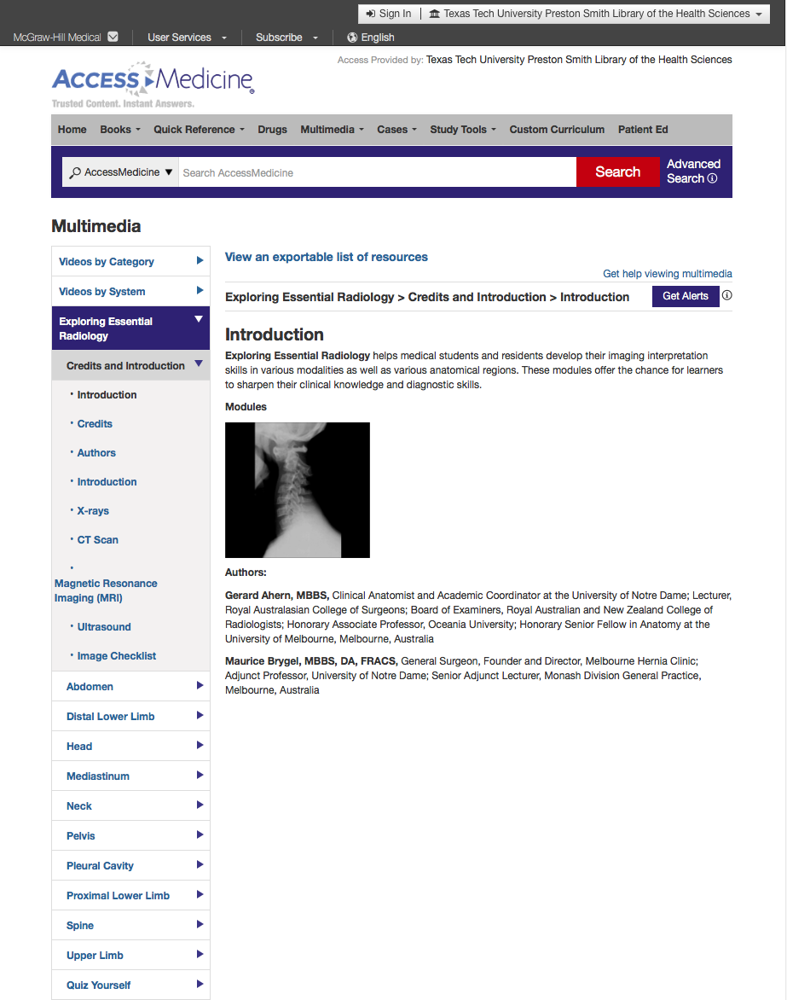 Sign In | Texas Tech University Preston Smith Library of the Health Sciences
McGraw-Hill Medical
User Services
Subscribe
English
Access Provided by: Texas Tech University Preston Smith Library of the Health Sciences
ACCESS Medicine®
Trusted Content. Instant Answers.
Home Books Quick Reference Drugs Multimedia Cases Study Tools Custom Curriculum Patient Ed
AccessMedicine
Search AccessMedicine
Search
Advanced
Search
Multimedia
Videos by Category
Videos by System
Exploring Essential
Radiology
Credits and Introduction
· Introduction
· Credits
· Authors
· Introduction
· X-rays
· CT Scan
·
Magnetic Resonance
Imaging (MRI)
· Ultrasound
· Image Checklist
Abdomen
Distal Lower Limb
Head
Mediastinum
Neck
Pelvis
Pleural Cavity
Proximal Lower Limb
Spine
Upper Limb
Quiz Yourself
View an exportable list of resources
Get help viewing multimedia
Exploring Essential Radiology > Credits and Introduction > Introduction
Get Alerts
Introduction
Exploring Essential Radiology helps medical students and residents develop their imaging interpretation
skills in various modalities as well as various anatomical regions. These modules offer the chance for learners
to sharpen their clinical knowledge and diagnostic skills.
Modules
Authors:
Gerard Ahern, MBBS, Clinical Anatomist and Academic Coordinator at the University of Notre Dame; Lecturer,
Royal Australasian College of Surgeons; Board of Examiners, Royal Australian and New Zealand College of
Radiologists; Honorary Associate Professor, Oceania University; Honorary Senior Fellow in Anatomy at the
University of Melbourne, Melbourne, Australia
Maurice Brygel, MBBS, DA, FRACS, General Surgeon, Founder and Director, Melbourne Hernia Clinic;
Adjunct Professor, University of Notre Dame; Senior Adjunct Lecturer, Monash Division General Practice,
Melbourne, Australia